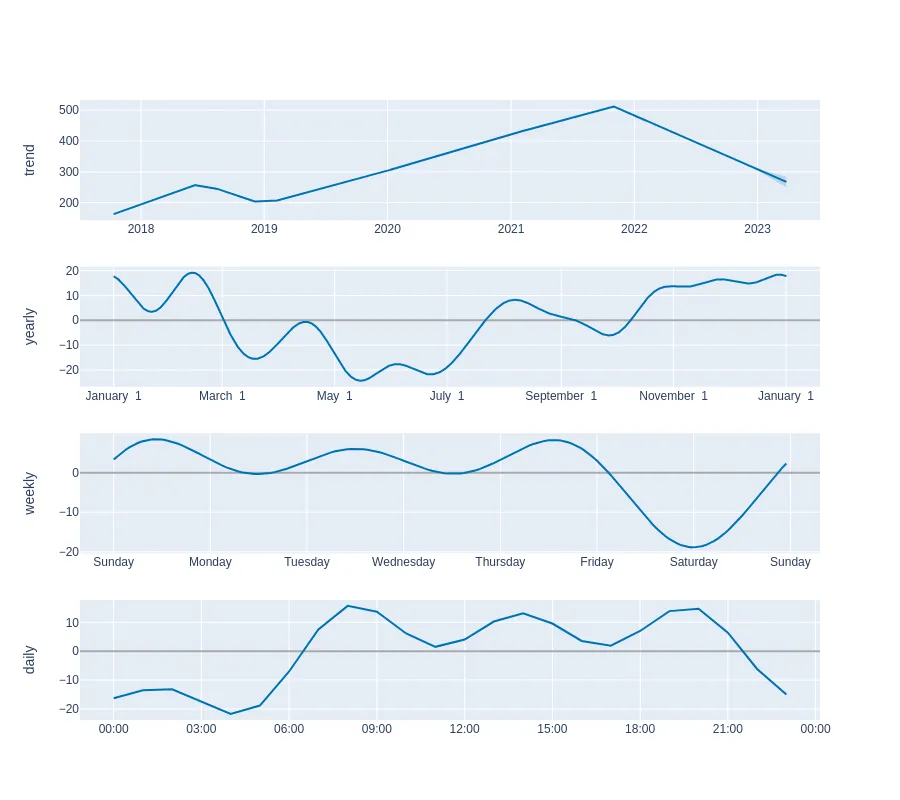 trend
500
400
300
200
2018 2019 2020 2021 2022 2023
yearly
20
10
0
−10
−20
January 1 March 1 May 1 July 1 September 1 November 1 January 1
weekly
0
−10
−20
Sunday Monday Tuesday Wednesday Thursday Friday Saturday Sunday
daily
10
0
−10
−20
00:00 03:00 06:00 09:00 12:00 15:00 18:00 21:00 00:00